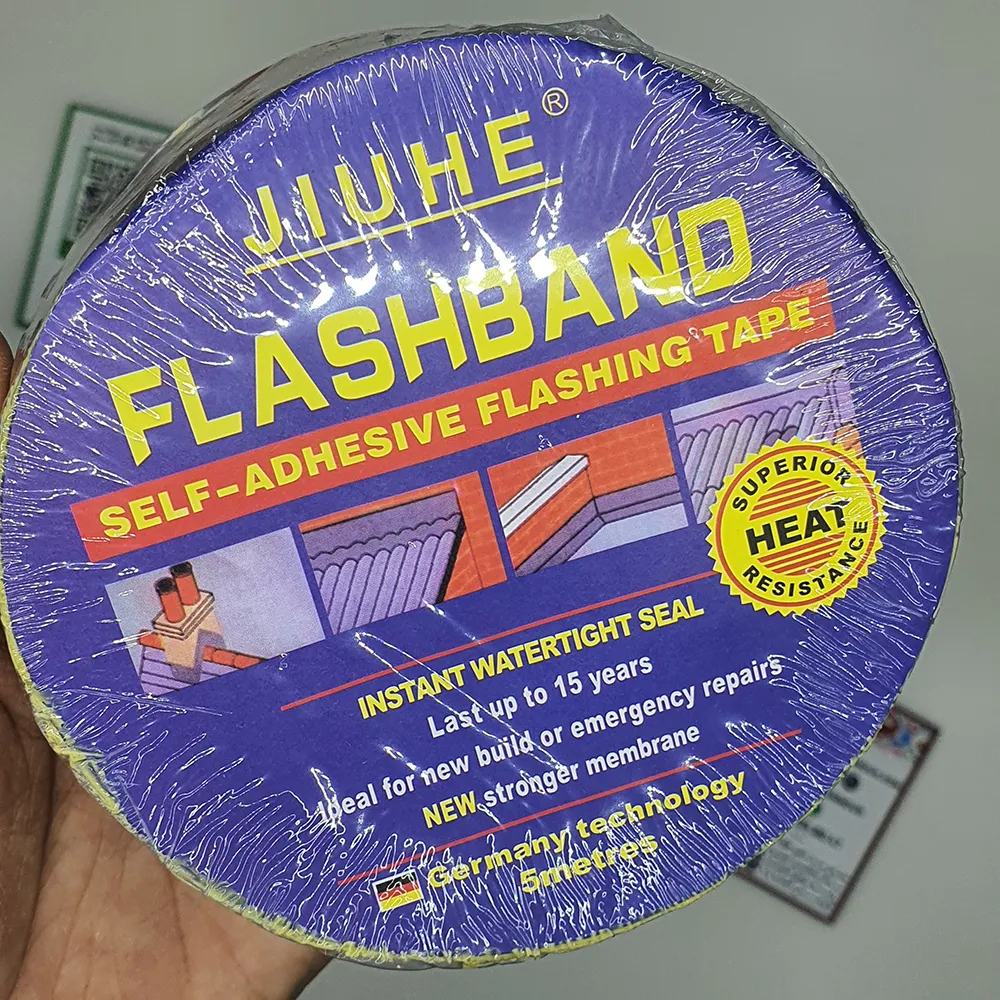 JIUHE®
FLASHBAND
SELF-ADHESIVE FLASHING TAPE
SUPERIOR
HEAT
RESISTANCE
INSTANT WATERTIGHT SEAL
Last up to 15 years
Ideal for new build or emergency repairs
NEW stronger membrane
Germany technology
5metres